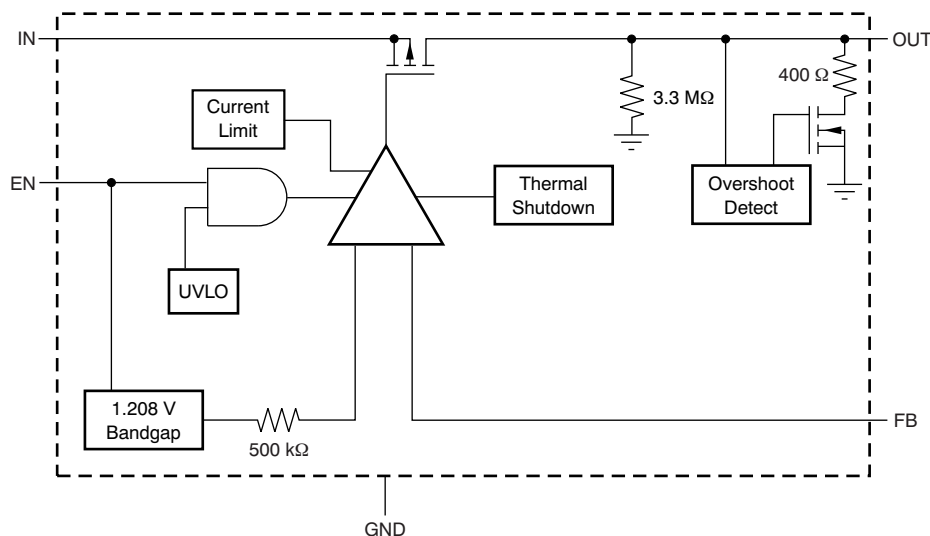 IN
OUT
400 Ω
3.3 MΩ
Current
Limit
EN
Thermal
Shutdown
Overshoot
Detect
UVLO
1.208 V
Bandgap
500 kΩ
FB
GND